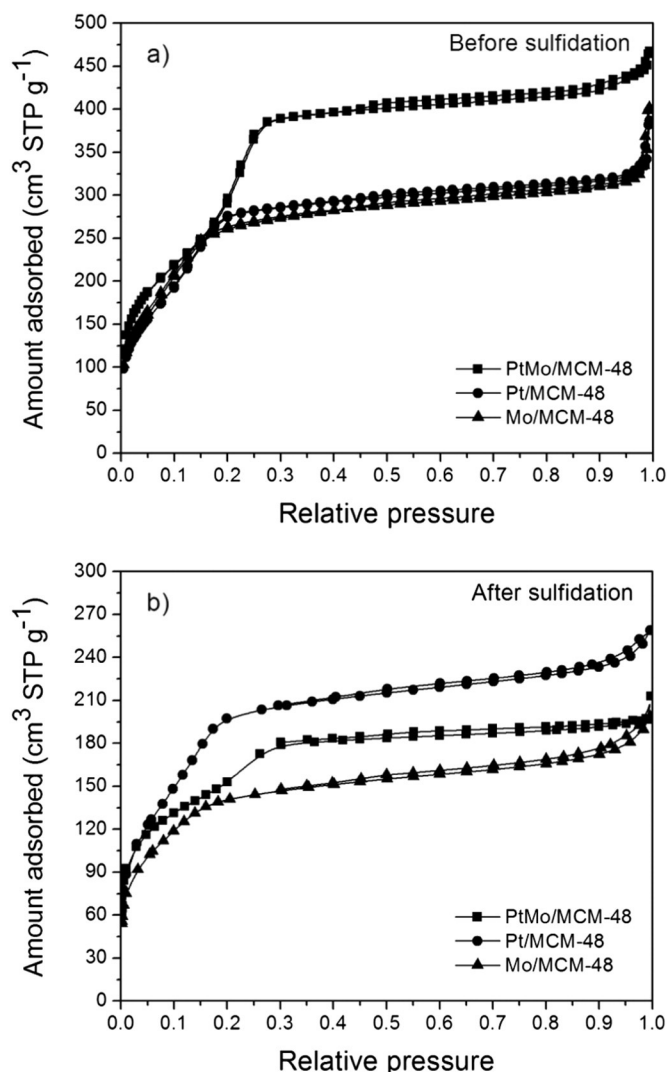 a)
Before sulfidation
500
450
400
350
300
250
200
150
100
50
0
Amount adsorbed (cm³ STP g⁻¹)
PtMo/MCM-48
Pt/MCM-48
Mo/MCM-48
0.0 0.1 0.2 0.3 0.4 0.5 0.6 0.7 0.8 0.9 1.0
Relative pressure
b)
After sulfidation
300
270
240
210
180
150
120
90
60
30
0
Amount adsorbed (cm³ STP g⁻¹)
PtMo/MCM-48
Pt/MCM-48
Mo/MCM-48
0.0 0.1 0.2 0.3 0.4 0.5 0.6 0.7 0.8 0.9 1.0
Relative pressure